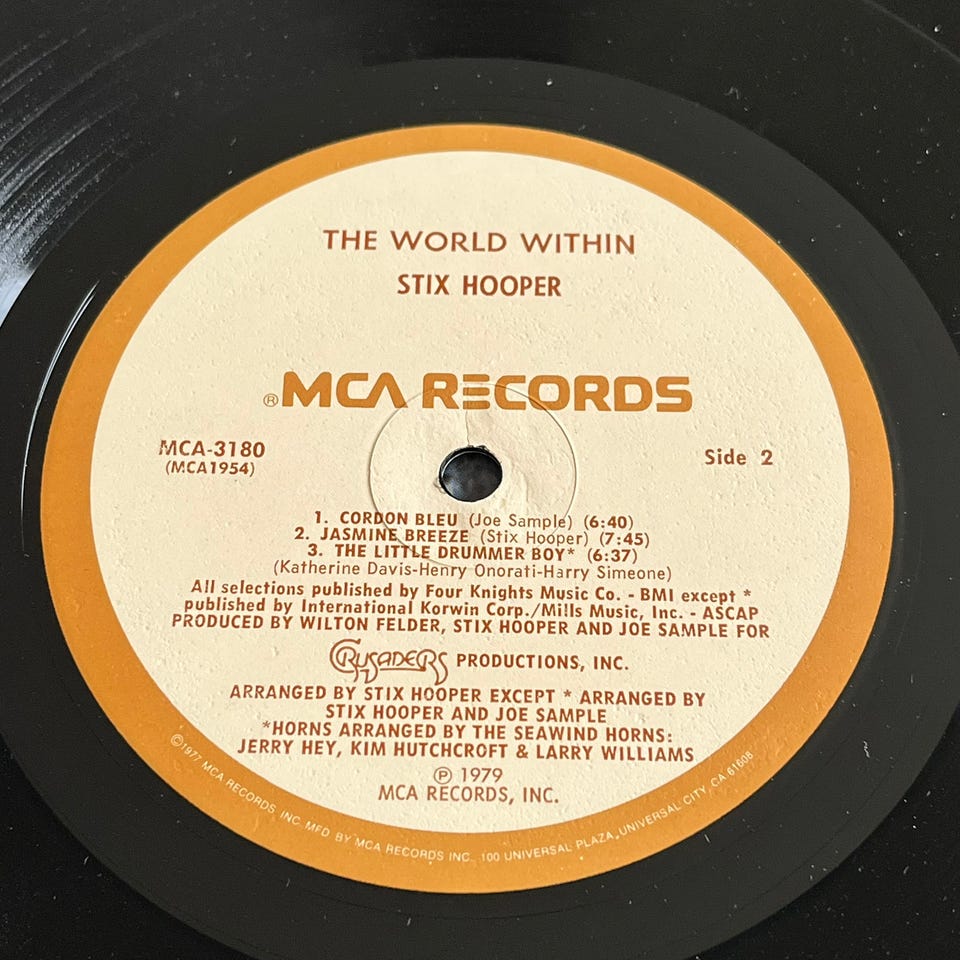 THE WORLD WITHIN
STIX HOOPER
®MCA RECORDS
MCA-3180
(MCA1954)
Side 2
1. CORDON BLEU (Joe Sample) (6:40)
2. JASMINE BREEZE (Stix Hooper) (7:45)
3. THE LITTLE DRUMMER BOY* (6:37)
(Katherine Davis-Henry Onorati-Harry Simeone)
All selections published by Four Knights Music Co. - BMI except *
published by International Korwin Corp./Mills Music, Inc. - ASCAP
PRODUCED BY WILTON FELDER, STIX HOOPER AND JOE SAMPLE FOR
CRUSADERS PRODUCTIONS, INC.
ARRANGED BY STIX HOOPER EXCEPT * ARRANGED BY
STIX HOOPER AND JOE SAMPLE
*HORNS ARRANGED BY THE SEAWIND HORNS:
JERRY HEY, KIM HUTCHCROFT & LARRY WILLIAMS
℗ 1979
MCA RECORDS, INC.
©1977 MCA RECORDS INC. MFD BY MCA RECORDS INC. 100 UNIVERSAL PLAZA, UNIVERSAL CITY, CA 61608